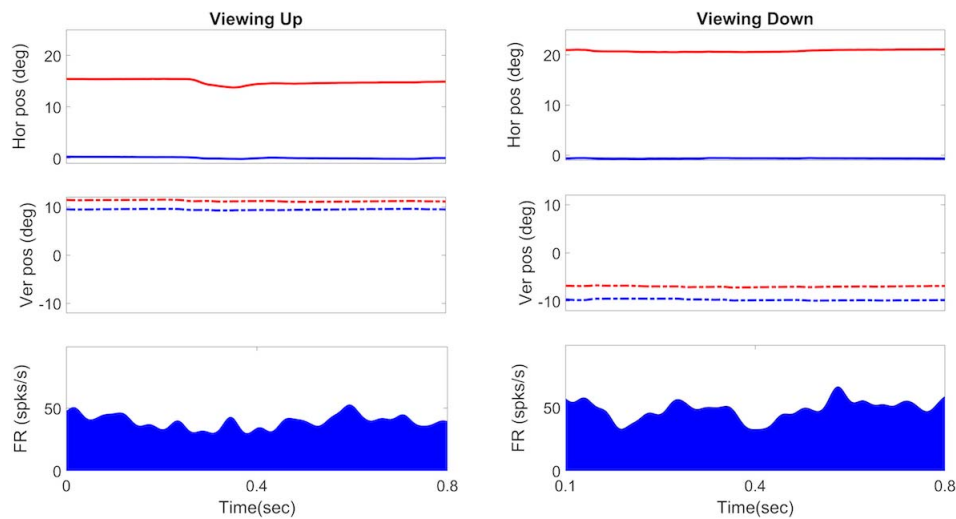 Viewing Up
Hor pos (deg)
20
10
0
Ver pos (deg)
10
0
-10
FR (spks/s)
50
0
0
0.4
0.8
Time(sec)
Viewing Down
Hor pos (deg)
20
10
0
Ver pos (deg)
10
0
-10
FR (spks/s)
50
0
0.1
0.4
0.8
Time(sec)